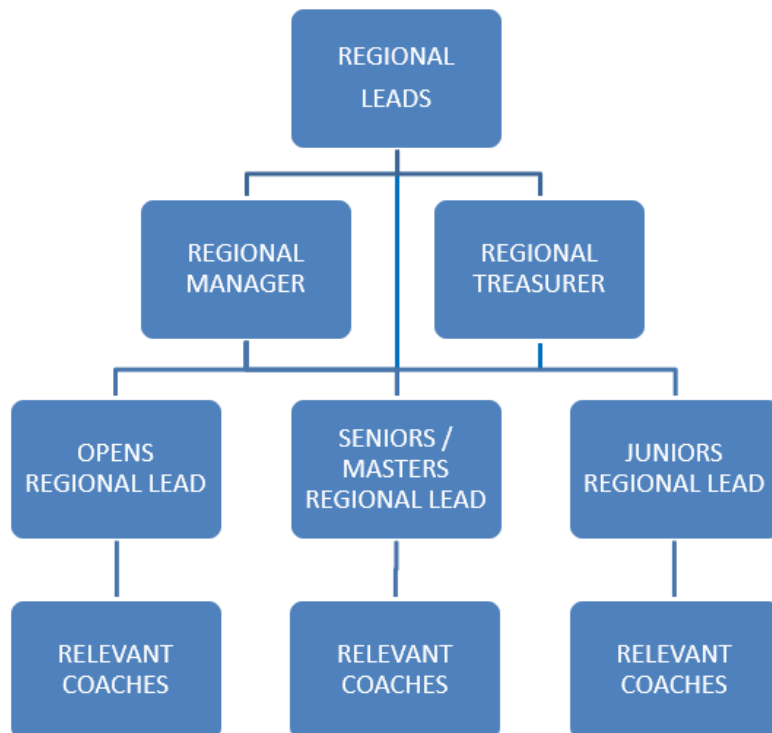 REGIONAL
LEADS
REGIONAL
MANAGER
REGIONAL
TREASURER
OPENS
REGIONAL LEAD
SENIORS /
MASTERS
REGIONAL LEAD
JUNIORS
REGIONAL LEAD
RELEVANT
COACHES
RELEVANT
COACHES
RELEVANT
COACHES